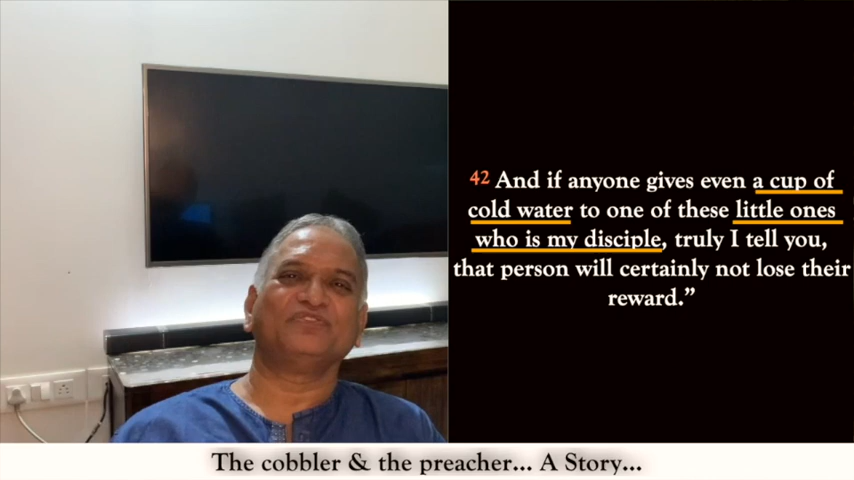 42 And if anyone gives even a cup of
cold water to one of these little ones
who is my disciple, truly I tell you,
that person will certainly not lose their
reward.”
The cobbler & the preacher... A Story...